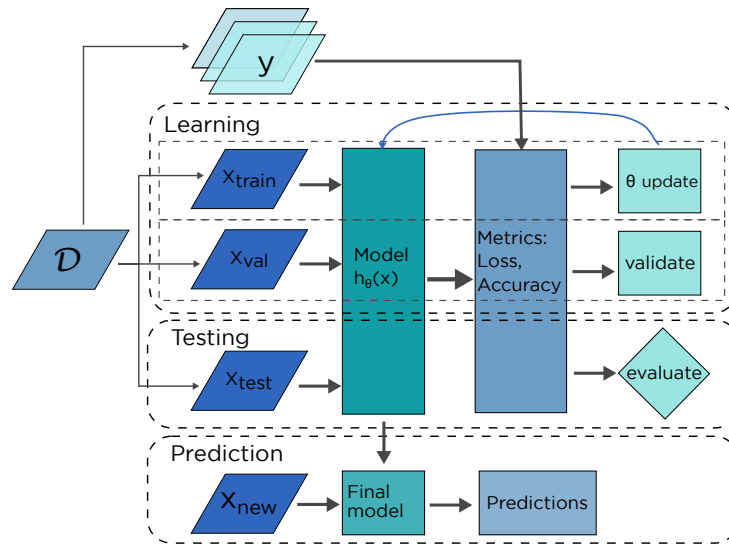 y
Learning
x_train
θ update
D
x_val
Model
h_θ(x)
Metrics:
Loss,
Accuracy
validate
Testing
x_test
evaluate
Prediction
x_new
Final
model
Predictions